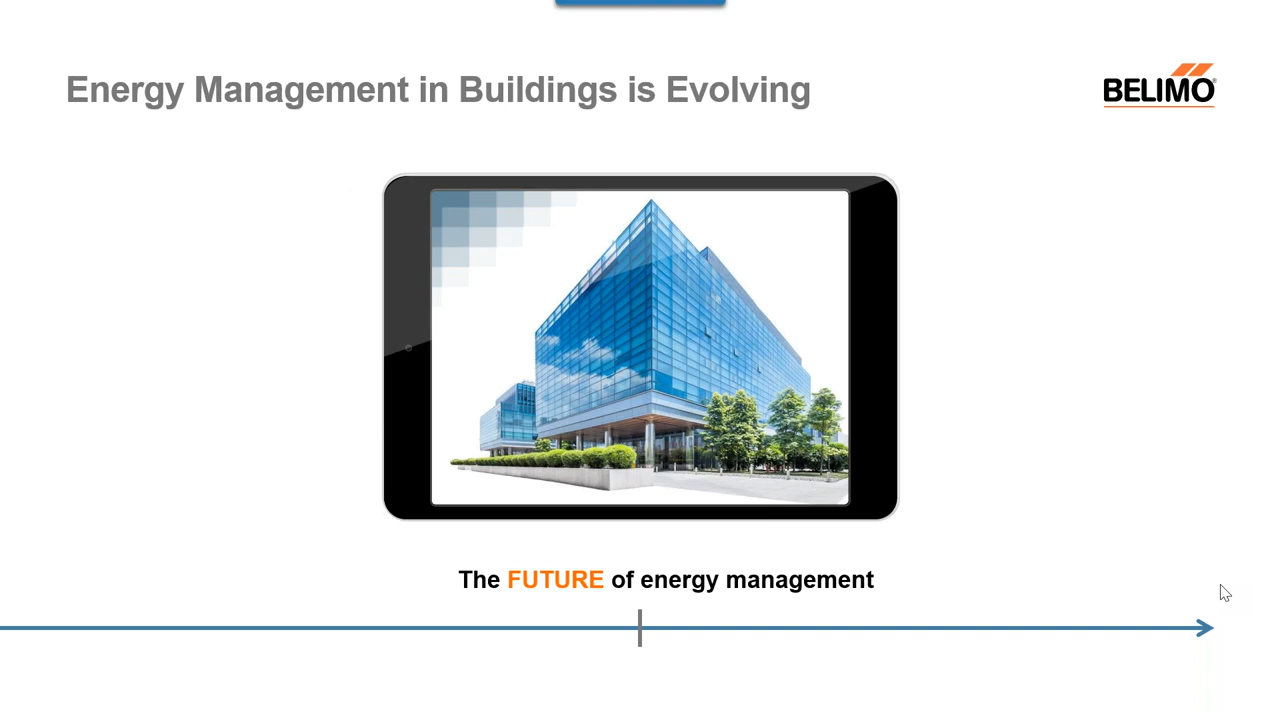 Energy Management in Buildings is Evolving
BELIMO®
The FUTURE of energy management